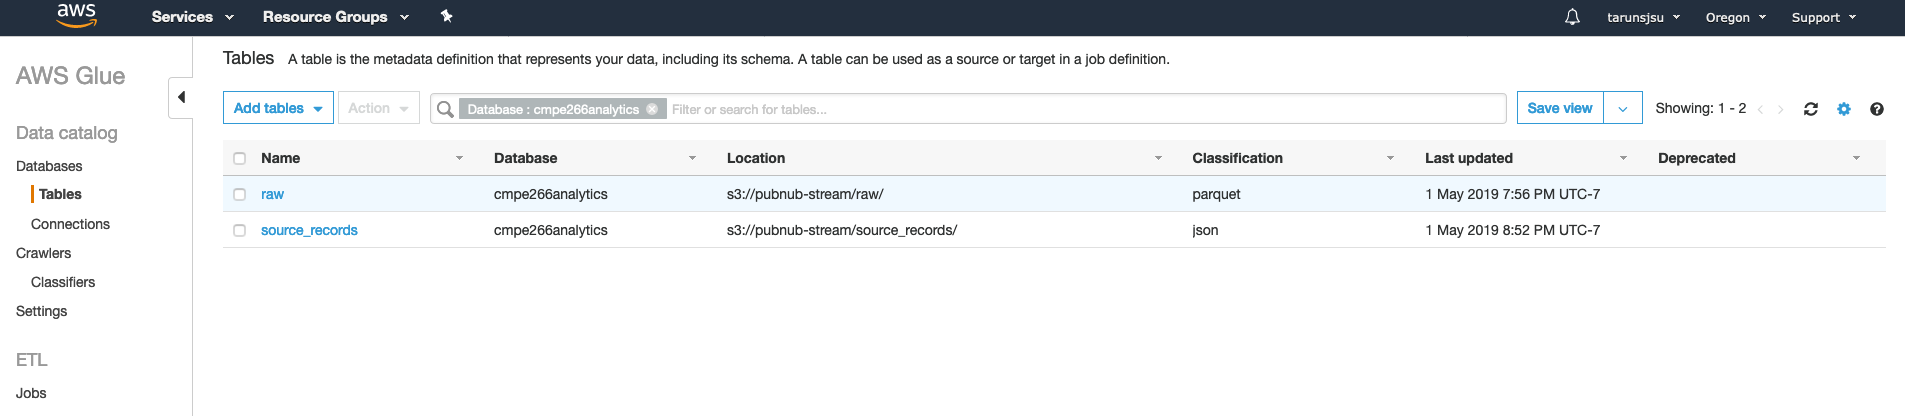 aws Services Resource Groups tarunsjsu Oregon Support
AWS Glue
Data catalog
Databases
Tables
Connections
Crawlers
Classifiers
Settings
ETL
Jobs
Tables A table is the metadata definition that represents your data, including its schema. A table can be used as a source or target in a job definition.
Add tables Action Database : cmpe266analytics Filter or search for tables... Save view Showing: 1 - 2
Name Database Location Classification Last updated Deprecated
raw cmpe266analytics s3://pubnub-stream/raw/ parquet 1 May 2019 7:56 PM UTC-7
source_records cmpe266analytics s3://pubnub-stream/source_records/ json 1 May 2019 8:52 PM UTC-7